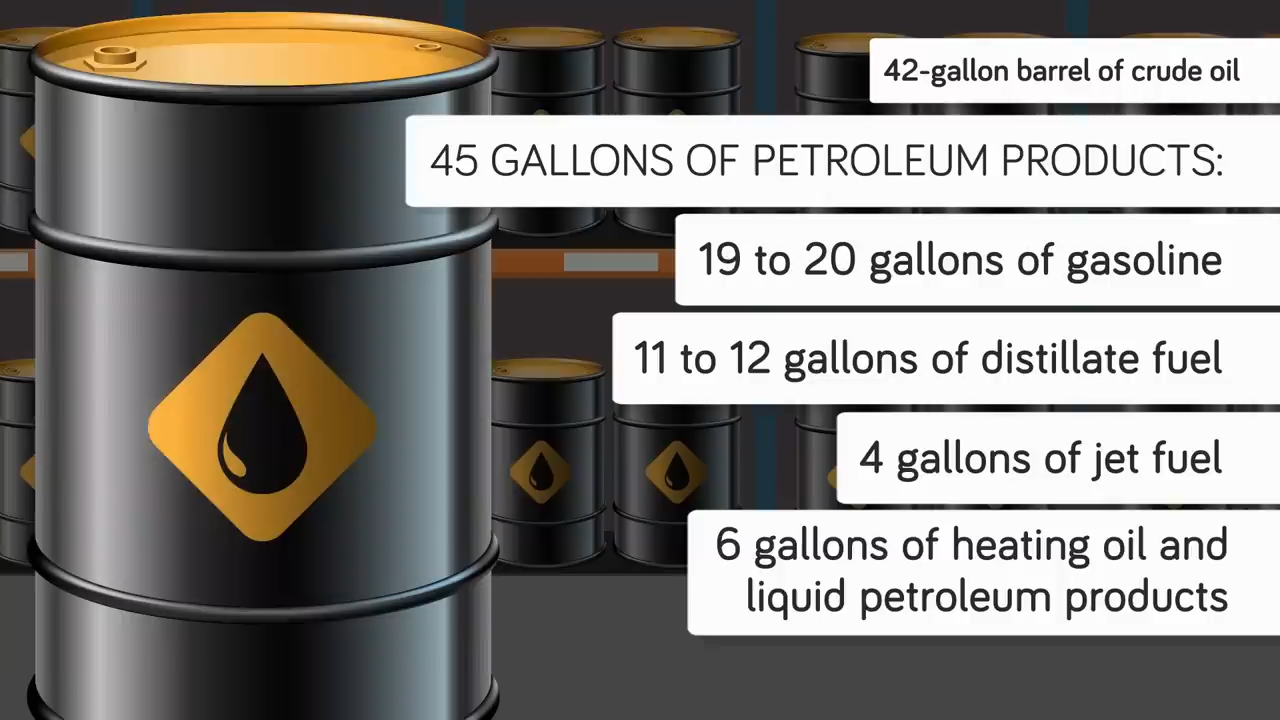 42-gallon barrel of crude oil
45 GALLONS OF PETROLEUM PRODUCTS:
19 to 20 gallons of gasoline
11 to 12 gallons of distillate fuel
4 gallons of jet fuel
6 gallons of heating oil and
liquid petroleum products